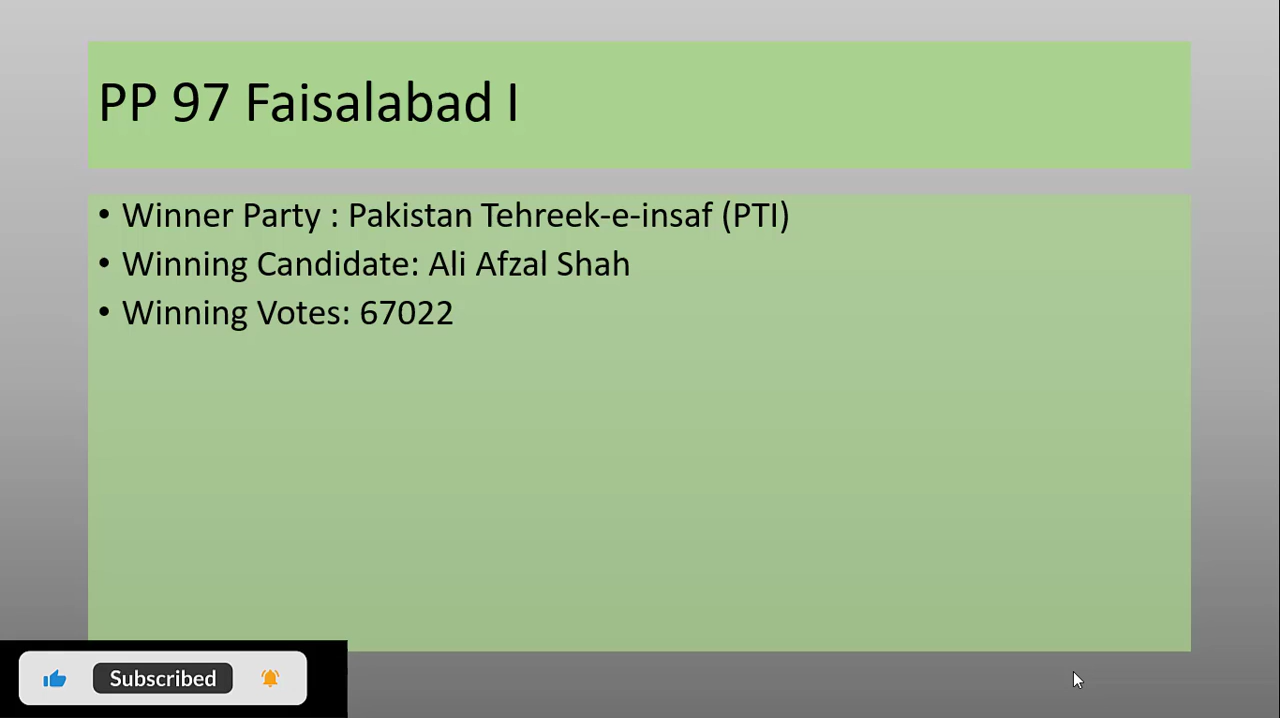 PP 97 Faisalabad I
• Winner Party : Pakistan Tehreek-e-insaf (PTI)
• Winning Candidate: Ali Afzal Shah
• Winning Votes: 67022
Subscribed